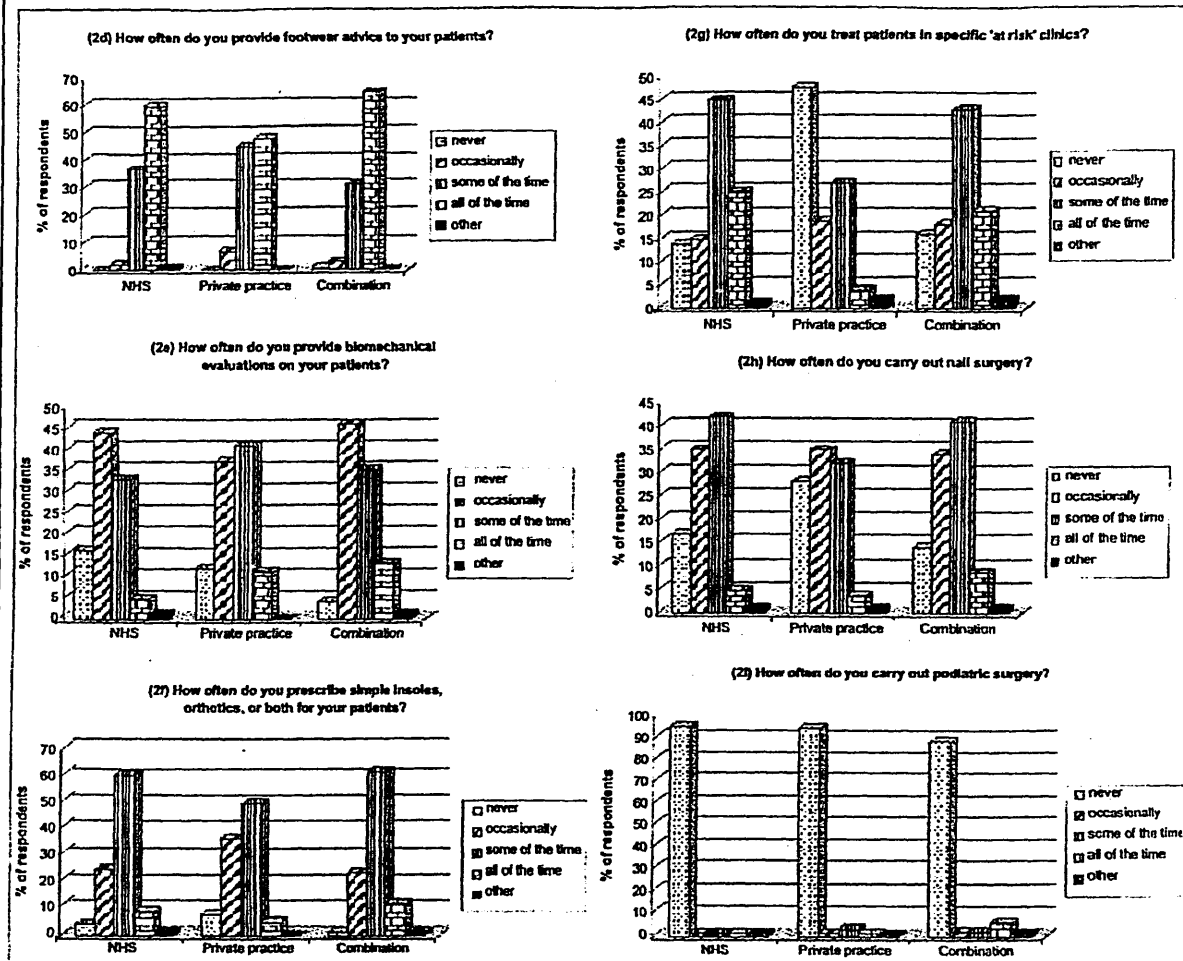 (2d) How often do you provide footwear advice to your patients?
% of respondents
70
60
50
40
30
20
10
0
NHS
Private practice
Combination
never
occasionally
some of the time
all of the time
other
(2e) How often do you provide biomechanical
evaluations on your patients?
% of respondents
50
45
40
35
30
25
20
15
10
5
0
NHS
Private practice
Combination
never
occasionally
some of the time
all of the time
other
(2f) How often do you prescribe simple insoles,
orthotics, or both for your patients?
% of respondents
70
60
50
40
30
20
10
0
NHS
Private practice
Combination
never
occasionally
some of the time
all of the time
other
(2g) How often do you treat patients in specific 'at risk' clinics?
% of respondents
50
45
40
35
30
25
20
15
10
5
0
NHS
Private practice
Combination
never
occasionally
some of the time
all of the time
other
(2h) How often do you carry out nail surgery?
% of respondents
45
40
35
30
25
20
15
10
5
0
NHS
Private practice
Combination
never
occasionally
some of the time
all of the time
other
(2i) How often do you carry out podiatric surgery?
% of respondents
100
90
80
70
60
50
40
30
20
10
0
NHS
Private practice
Combination
never
occasionally
some of the time
all of the time
other